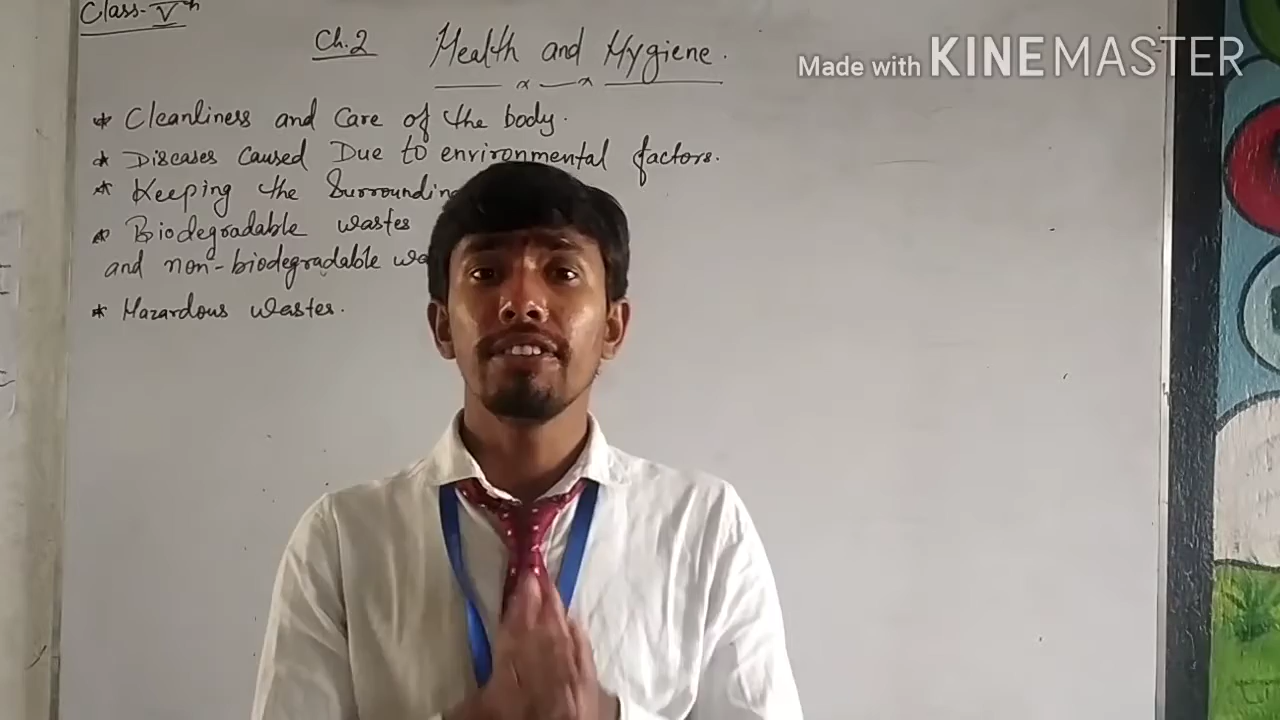 Class-Vth
Ch.2 Health and Hygiene.
Made with KINEMASTER
* Cleanliness and Care of the body.
* Diseases Caused Due to environmental factors.
* Keeping the
* Biodegradable wastes
and non-biodegradable
* Hazardous wastes.